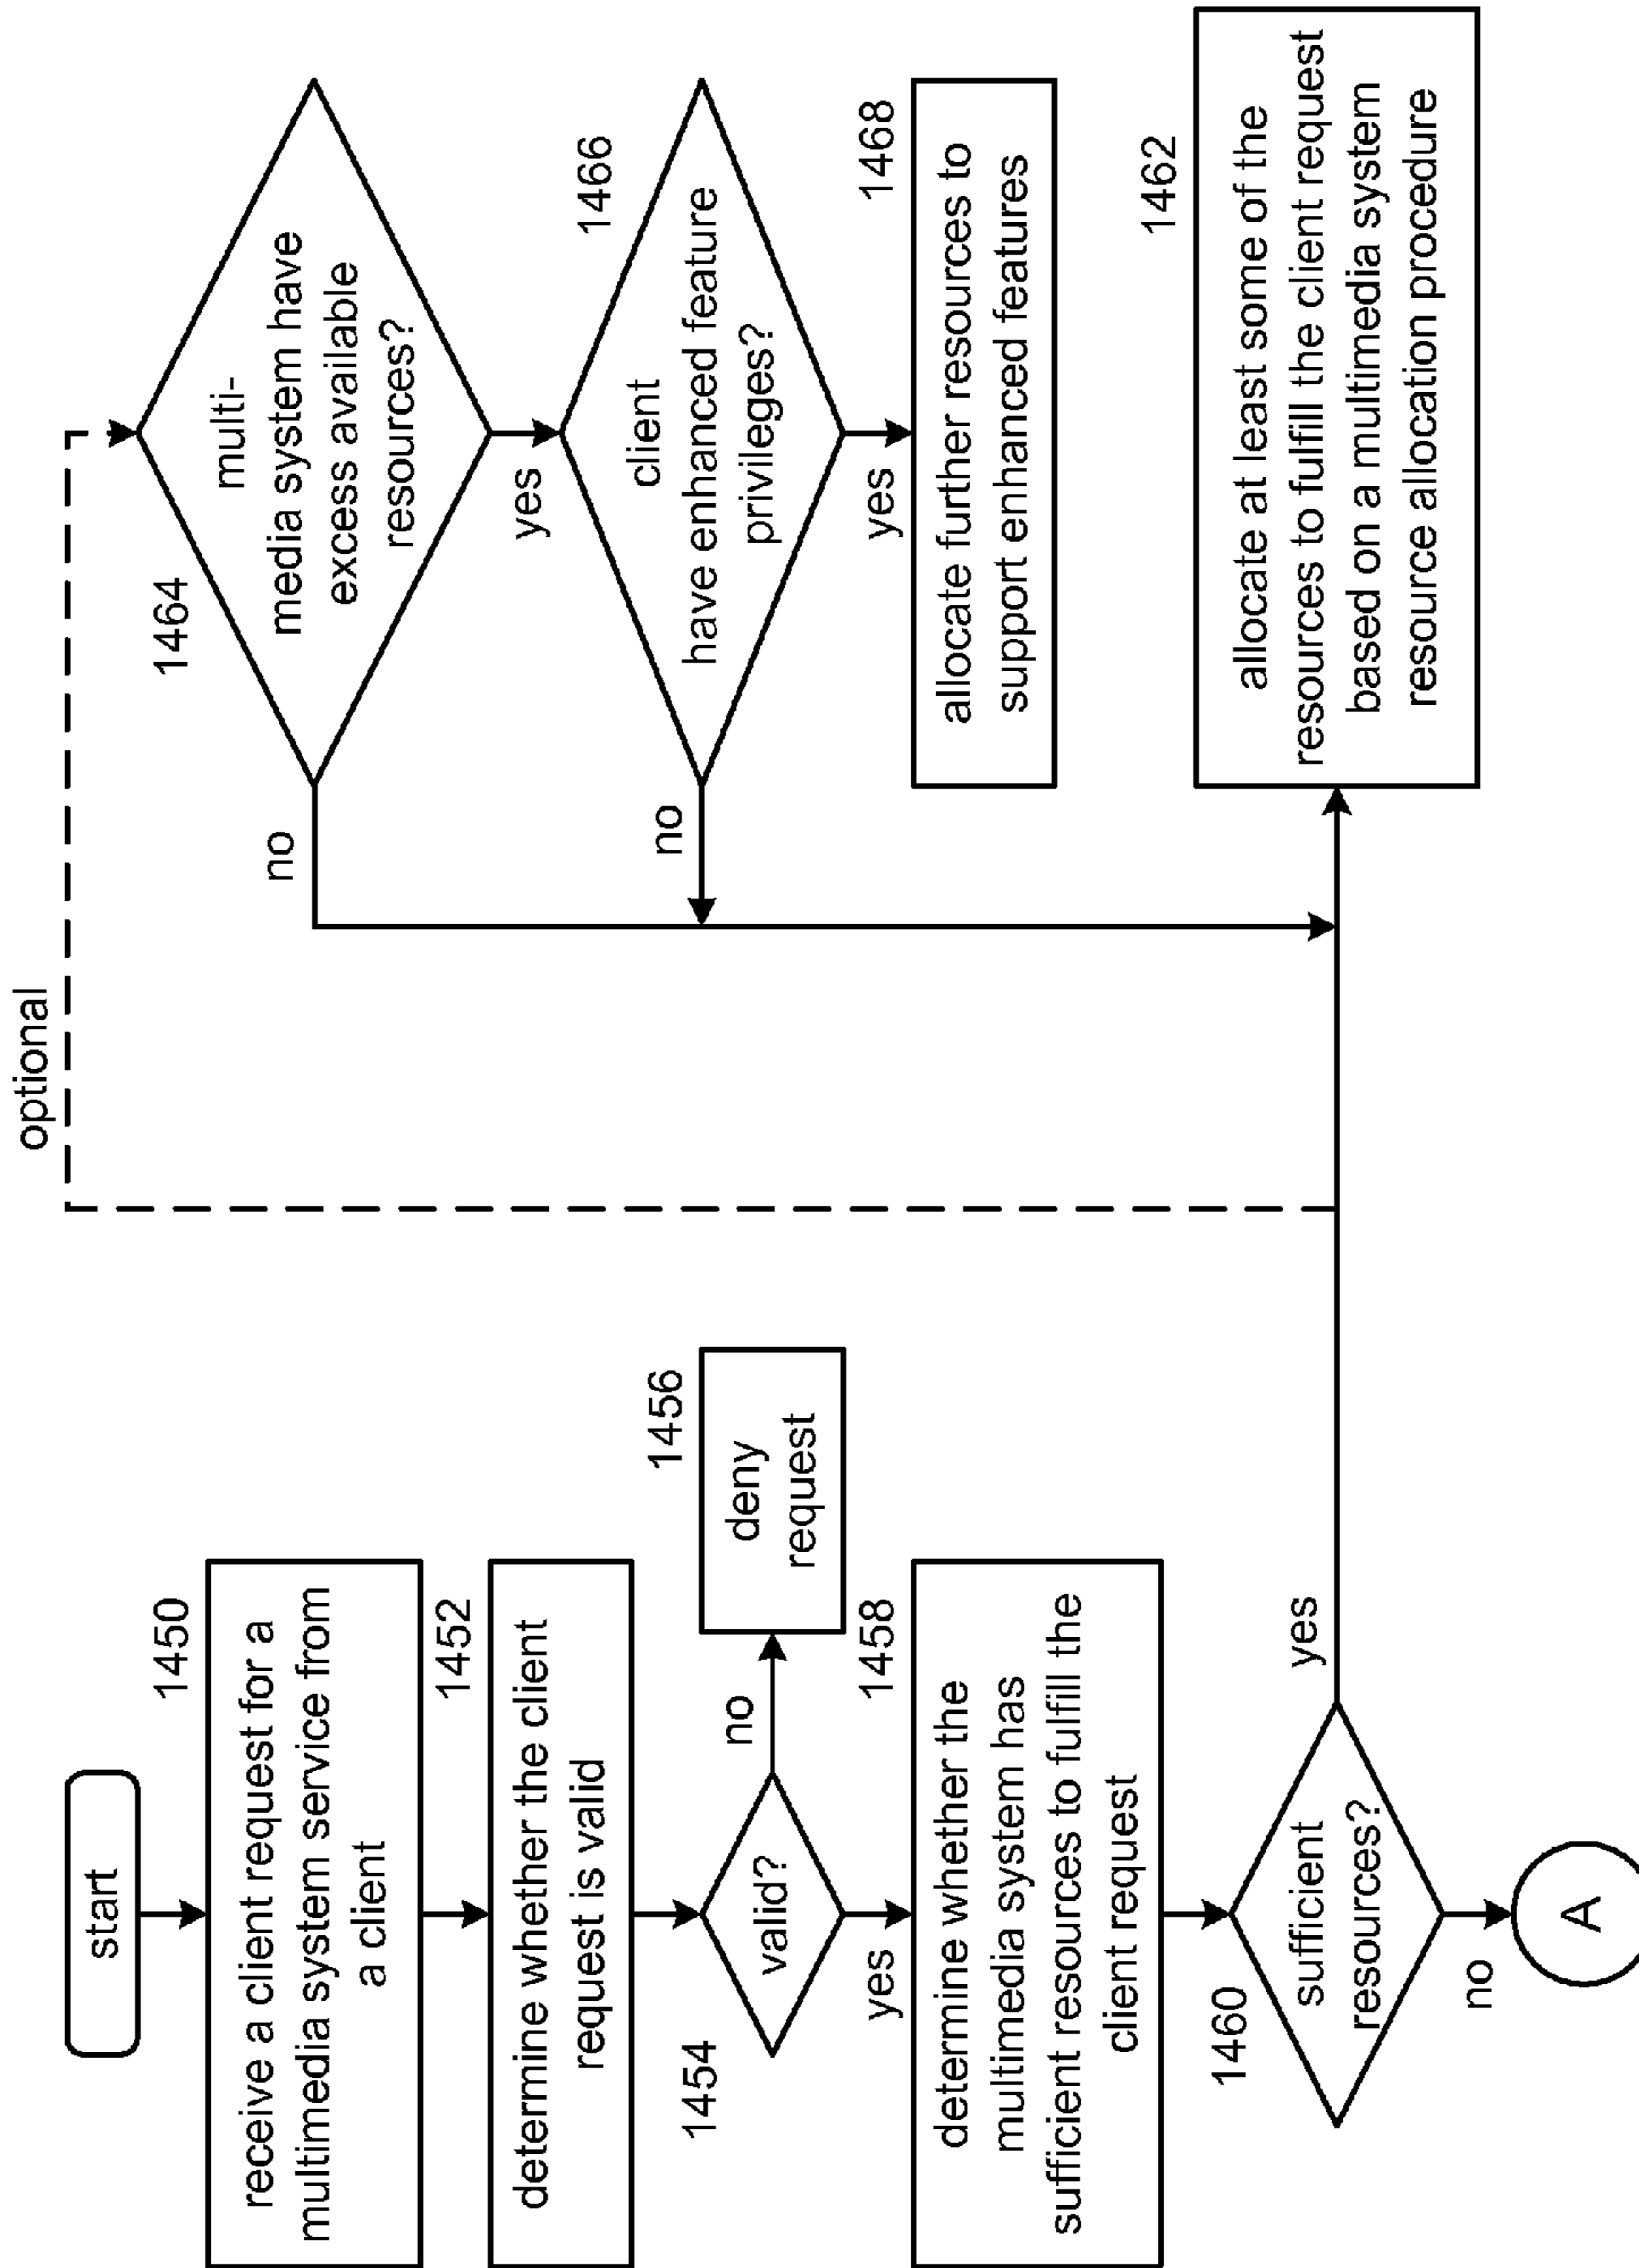 start
1450
receive a client request for a
multimedia system service from
a client
1452
determine whether the client
request is valid
1454
valid?
no
1456
deny
request
yes
1458
determine whether the
multimedia system has
sufficient resources to fulfill the
client request
1460
sufficient
resources?
no
A
yes
optional
1464
multi-
media system have
excess available
resources?
no
yes
1466
client
have enhanced feature
privileges?
no
yes
1468
allocate further resources to
support enhanced features
1462
allocate at least some of the
resources to fulfill the client request
based on a multimedia system
resource allocation procedure